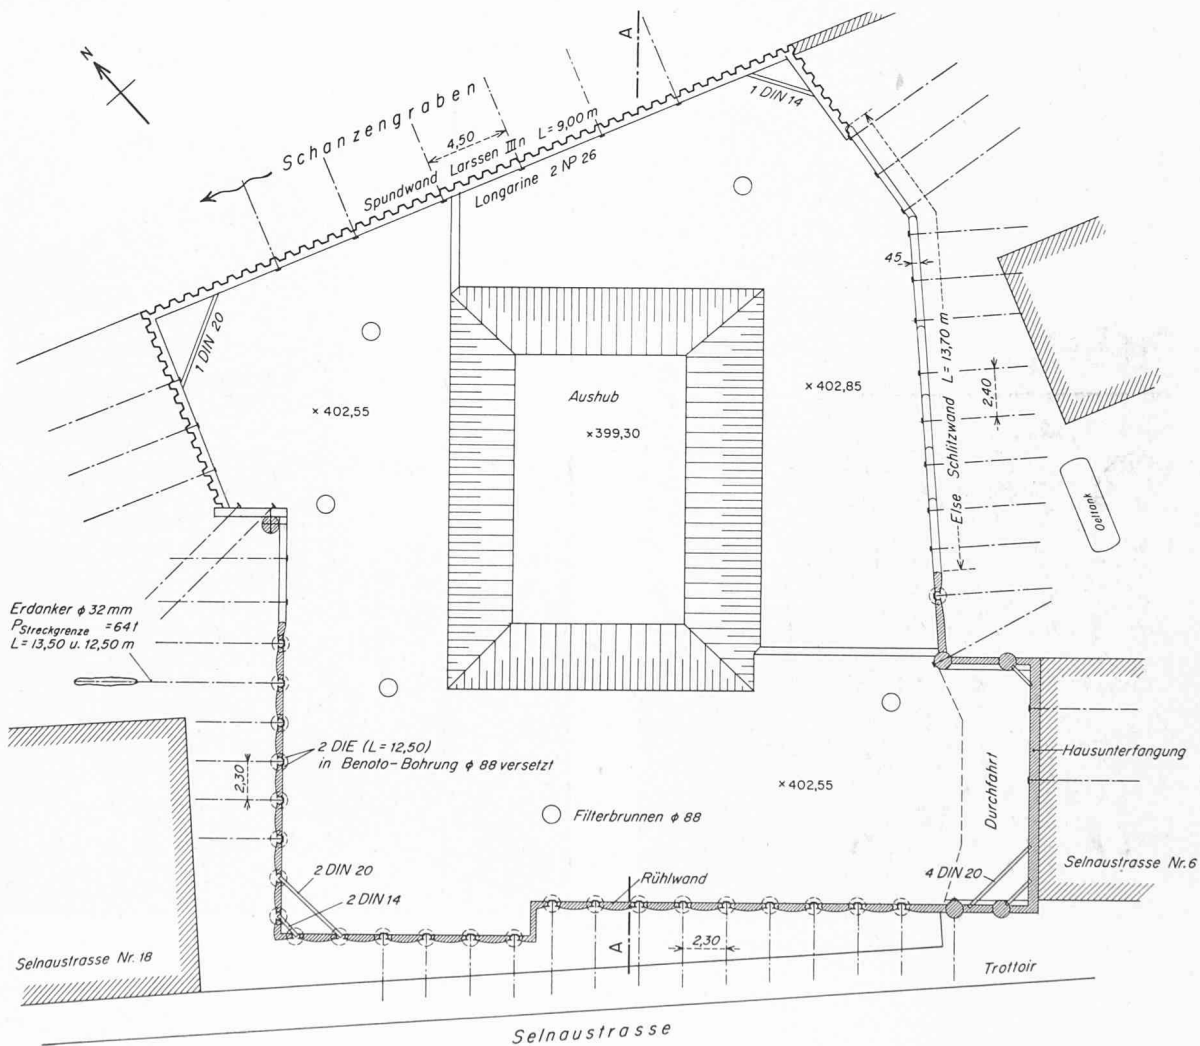 N
A
Schanzengraben
4,50
Spundwand Larssen III n L = 9,00 m
Longarine 2 NP 26
1 DIN 14
1 DIN 20
45
Else Schlitzwand L = 13,70 m
2,40
Oeltank
× 402,55
Aushub
× 399,30
× 402,85
Erdanker ϕ 32 mm
P Streckgrenze = 64 t
L = 13,50 u. 12,50 m
2 DIE (L = 12,50)
in Benoto-Bohrung ϕ 88 versetzt
2,30
× 402,55
Filterbrunnen ϕ 88
Durchfahrt
Hausunterfangung
Selnaustrasse Nr. 6
2 DIN 20
2 DIN 14
Rühlwand
4 DIN 20
A
2,30
Selnaustrasse Nr. 18
Trottoir
Selnaustrasse